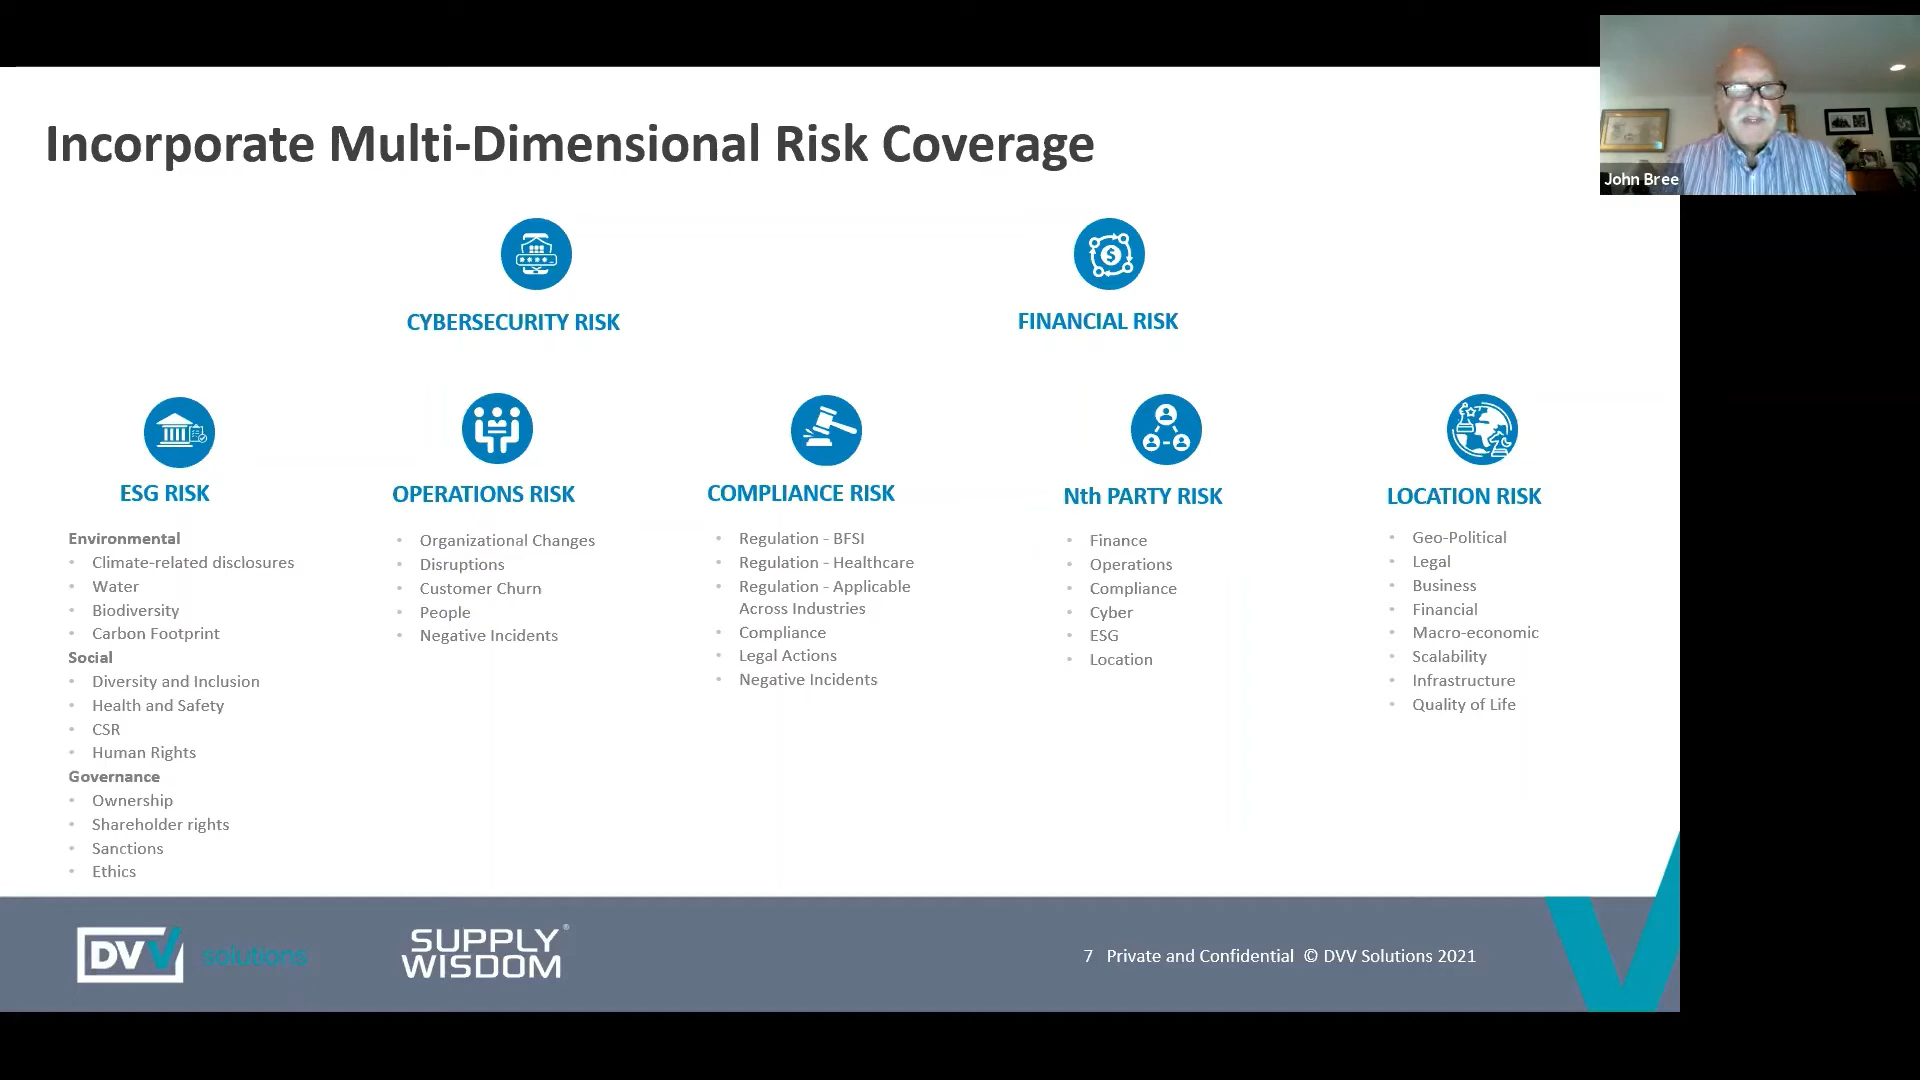 Incorporate Multi-Dimensional Risk Coverage
John Bree
CYBERSECURITY RISK
FINANCIAL RISK
ESG RISK
Environmental
• Climate-related disclosures
• Water
• Biodiversity
• Carbon Footprint
Social
• Diversity and Inclusion
• Health and Safety
• CSR
• Human Rights
Governance
• Ownership
• Shareholder rights
• Sanctions
• Ethics
OPERATIONS RISK
• Organizational Changes
• Disruptions
• Customer Churn
• People
• Negative Incidents
COMPLIANCE RISK
• Regulation - BFSI
• Regulation - Healthcare
• Regulation - Applicable
Across Industries
• Compliance
• Legal Actions
• Negative Incidents
Nth PARTY RISK
• Finance
• Operations
• Compliance
• Cyber
• ESG
• Location
LOCATION RISK
• Geo-Political
• Legal
• Business
• Financial
• Macro-economic
• Scalability
• Infrastructure
• Quality of Life
DVV solutions
SUPPLY
WISDOM®
7 Private and Confidential © DVV Solutions 2021